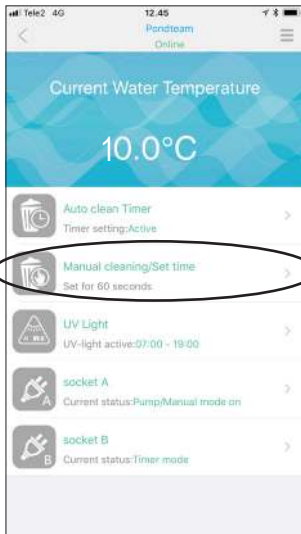 Tele2 4G 12.45
Pondteam
Online
Current Water Temperature
10.0°C
Auto clean Timer
Timer setting:Active
Manual cleaning/Set time
Set for 60 seconds
UV Light
UV-light active:07:00 - 19:00
A
socket A
Current status:Pump/Manual mode on
B
socket B
Current status:Timer mode